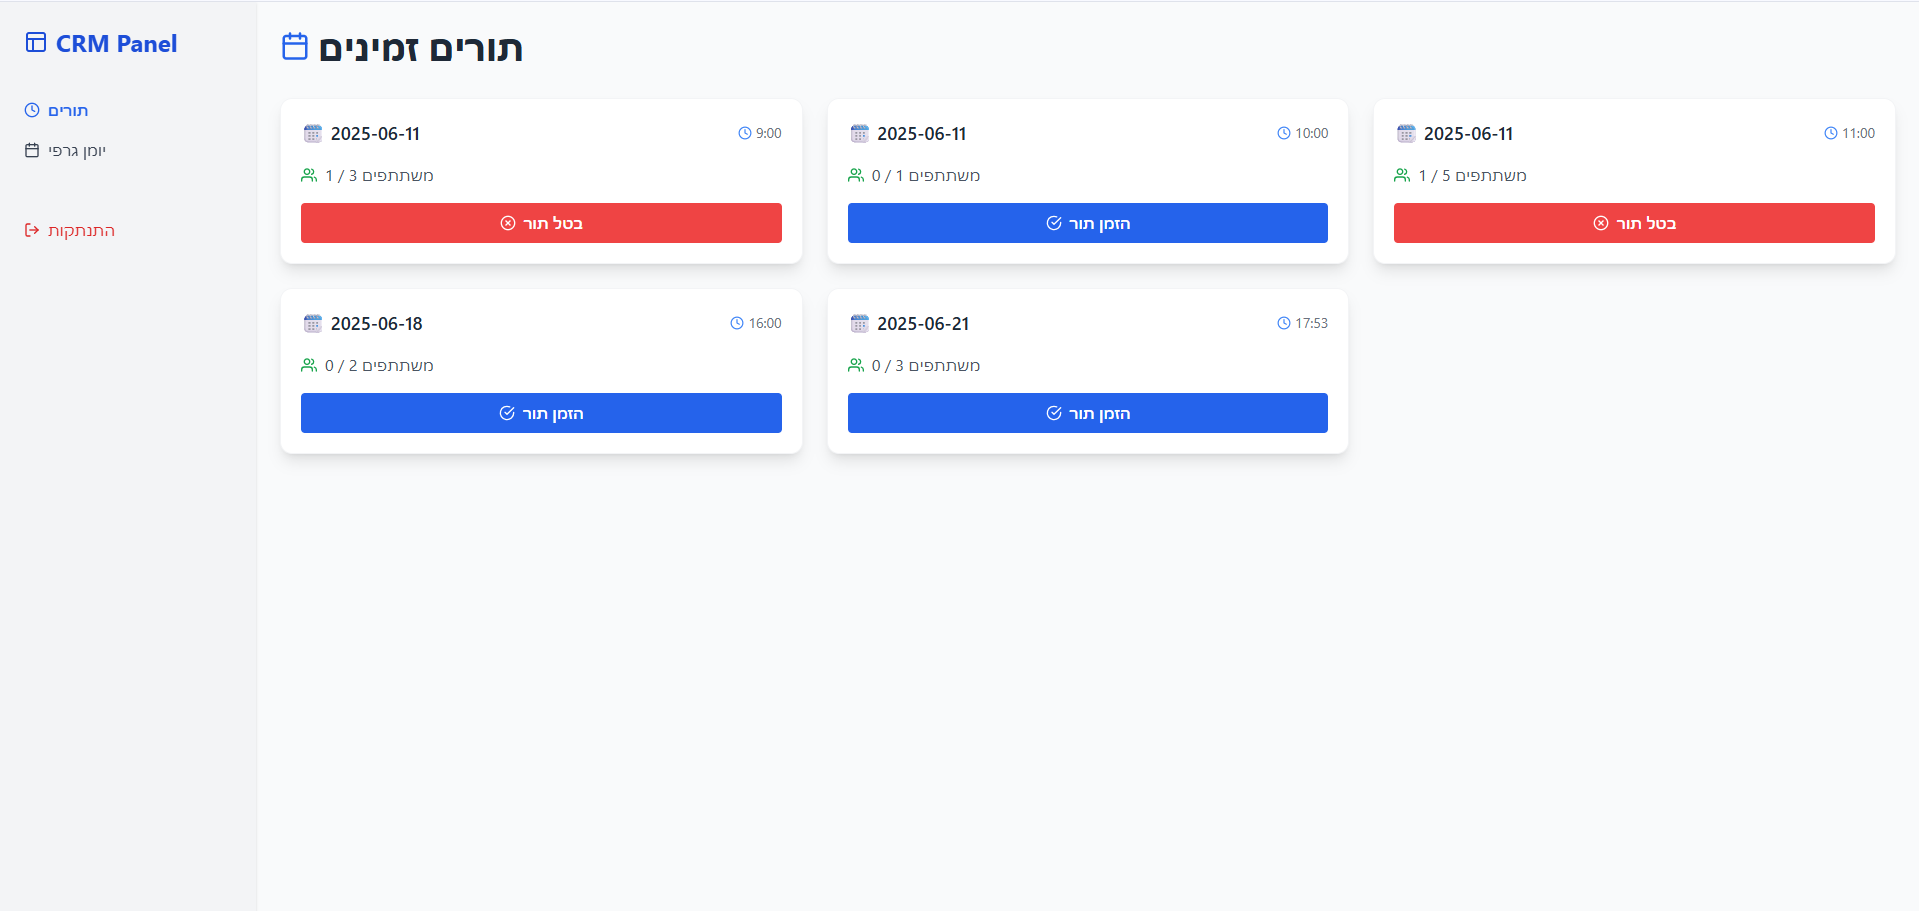 CRM Panel
תורים
יומן גרפי
התנתקות
תורים זמינים
2025-06-11
9:00
1 / 3 משתתפים
בטל תור
2025-06-11
10:00
0 / 1 משתתפים
הזמן תור
2025-06-11
11:00
1 / 5 משתתפים
בטל תור
2025-06-18
16:00
0 / 2 משתתפים
הזמן תור
2025-06-21
17:53
0 / 3 משתתפים
הזמן תור